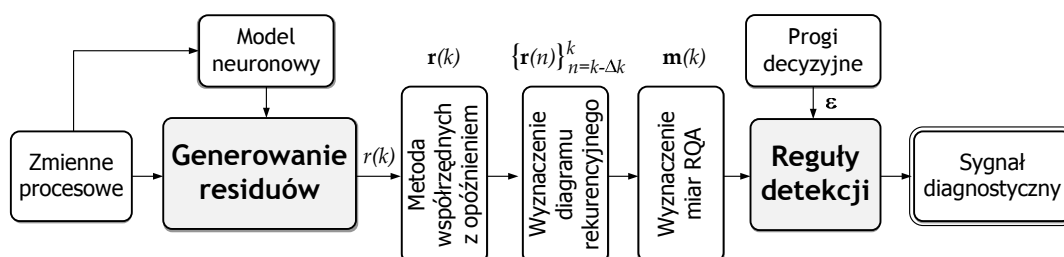 Zmienne
procesowe
Model
neuronowy
Generowanie
residuów
r(k)
r(k)
Metoda
współrzędnych
z opóźnieniem
{r(n)}ᵏₙ₌ₖ₋Δₖ
Wyznaczenie
diagramu
rekurencyjnego
m(k)
Wyznaczenie
miar RQA
Progi
decyzyjne
ε
Reguły
detekcji
Sygnał
diagnostyczny